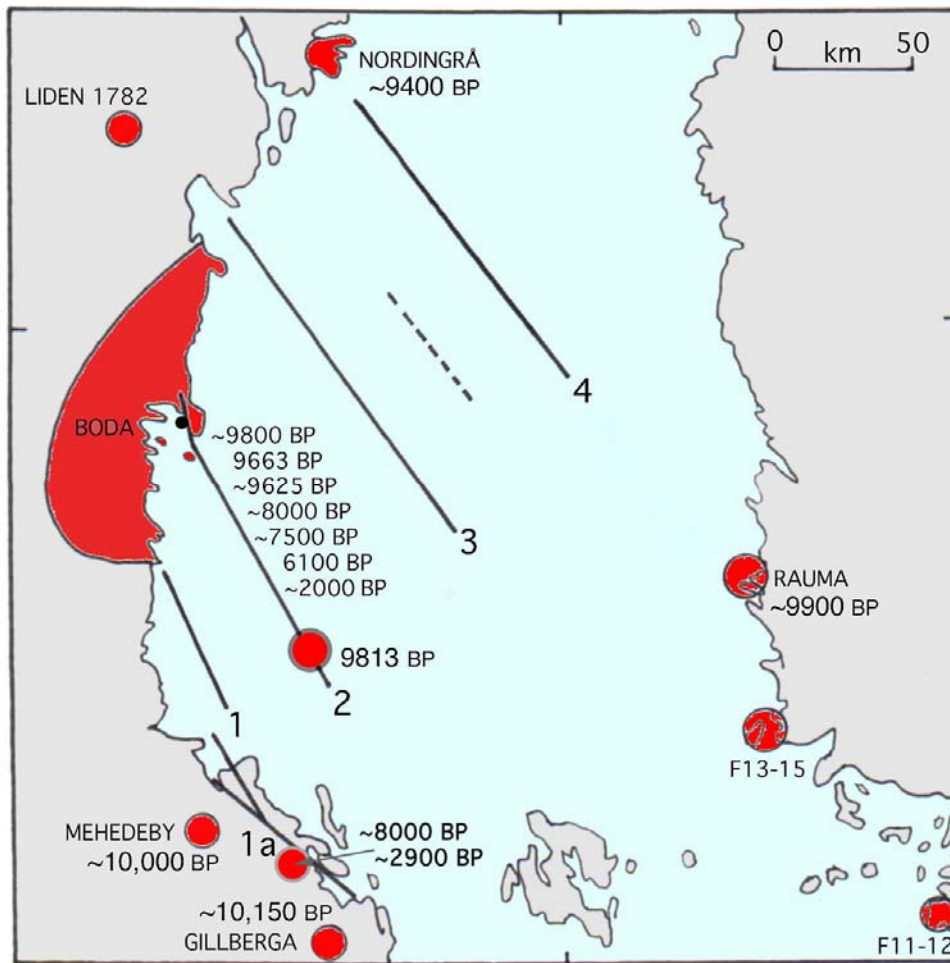 NORDINGRÅ
~9400 BP
0 km 50
LIDEN 1782
4
BODA
~9800 BP
9663 BP
~9625 BP
~8000 BP
~7500 BP
6100 BP
~2000 BP
3
RAUMA
~9900 BP
9813 BP
2
1
F13-15
MEHEDEBY
~10,000 BP
1a
~8000 BP
~2900 BP
~10,150 BP
GILLBERGA
F11-12